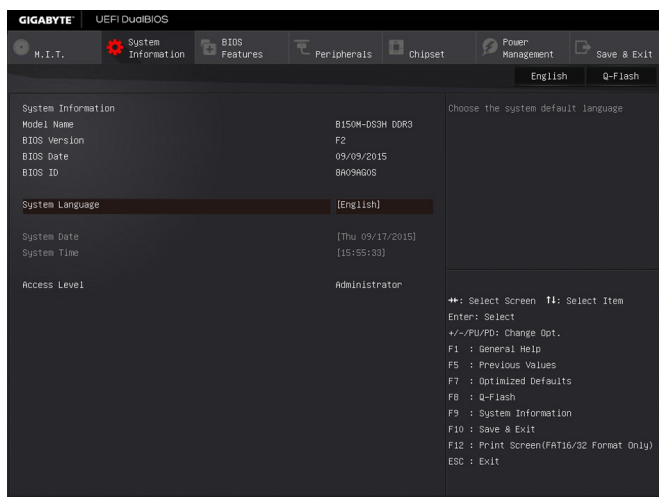 GIGABYTE™ UEFI DualBIOS
M.I.T. System Information BIOS Features Peripherals Chipset Power Management Save & Exit
English Q-Flash
System Information
Model Name B150M-DS3H DDR3
BIOS Version F2
BIOS Date 09/09/2015
BIOS ID 8A09AG0S
System Language [English]
System Date [Thu 09/17/2015]
System Time [15:55:33]
Access Level Administrator
Choose the system default language
→←: Select Screen ↑↓: Select Item
Enter: Select
+/-/PU/PD: Change Opt.
F1 : General Help
F5 : Previous Values
F7 : Optimized Defaults
F8 : Q-Flash
F9 : System Information
F10 : Save & Exit
F12 : Print Screen(FAT16/32 Format Only)
ESC : Exit